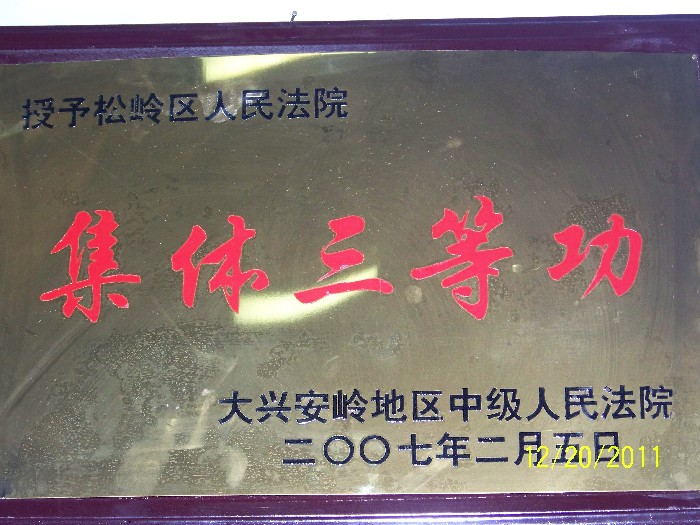 授予松岭区人民法院
集体三等功
大兴安岭地区中级人民法院
二〇〇七年二月五日
12/20/2011